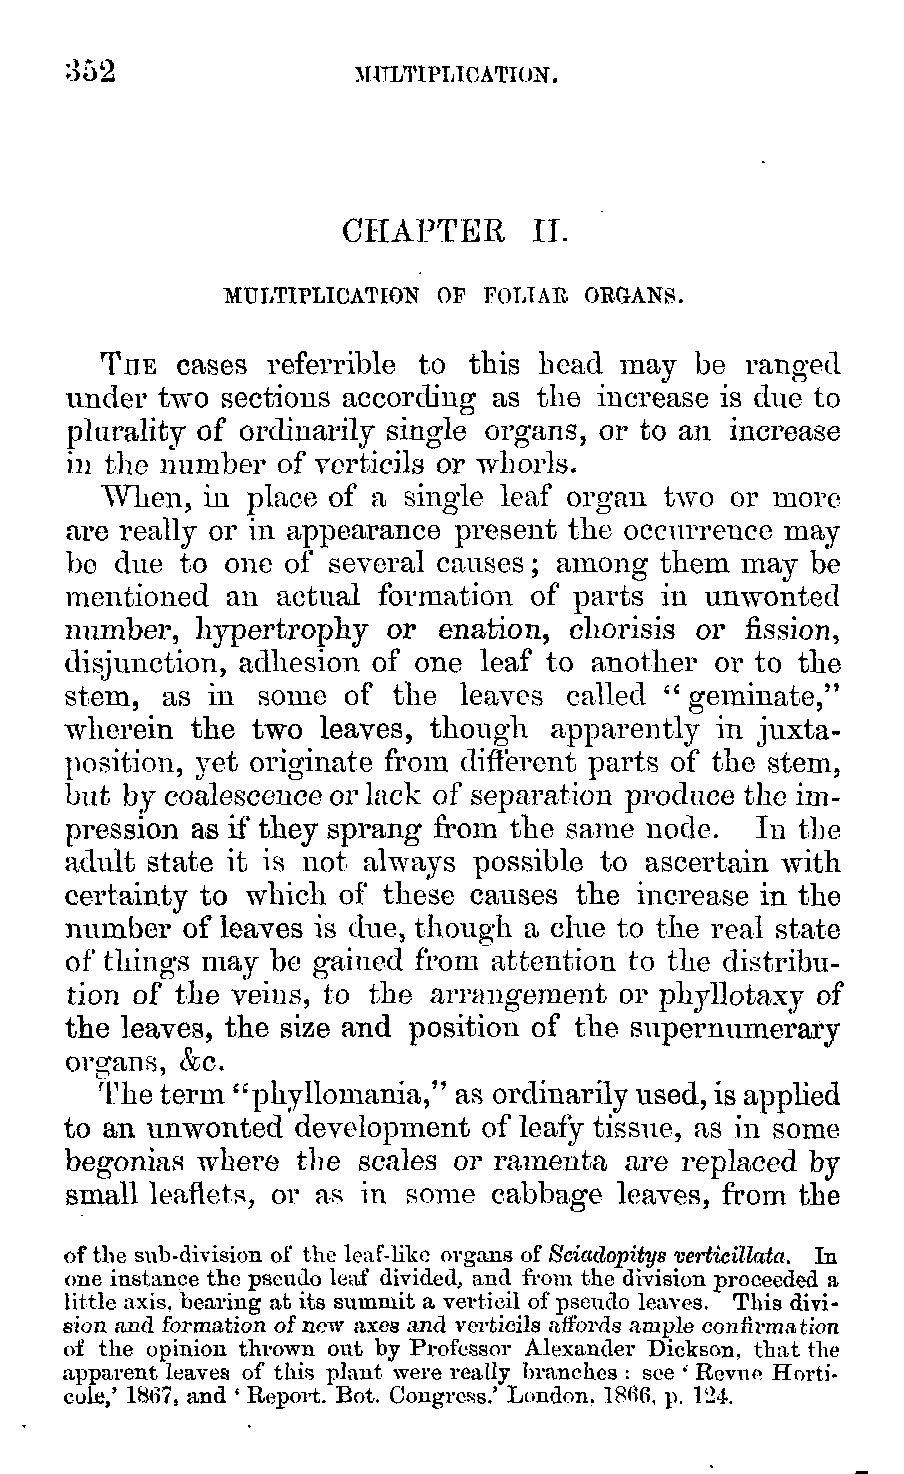 352 MULTIPLICATION.
CHAPTER II.
MULTIPLICATION OF FOLIAR ORGANS.
THE cases referrible to this head may be ranged
under two sections according as the increase is due to
plurality of ordinarily single organs, or to an increase
in the number of verticils or whorls.
When, in place of a single leaf organ two or more
are really or in appearance present the occurrence may
be due to one of several causes; among them may be
mentioned an actual formation of parts in unwonted
number, hypertrophy or enation, chorisis or fission,
disjunction, adhesion of one leaf to another or to the
stem, as in some of the leaves called “geminate,”
wherein the two leaves, though apparently in juxta-
position, yet originate from different parts of the stem,
but by coalescence or lack of separation produce the im-
pression as if they sprang from the same node. In the
adult state it is not always possible to ascertain with
certainty to which of these causes the increase in the
number of leaves is due, though a clue to the real state
of things may be gained from attention to the distribu-
tion of the veins, to the arrangement or phyllotaxy of
the leaves, the size and position of the supernumerary
organs, &c.
The term “phyllomania,” as ordinarily used, is applied
to an unwonted development of leafy tissue, as in some
begonias where the scales or ramenta are replaced by
small leaflets, or as in some cabbage leaves, from the
of the sub-division of the leaf-like organs of Sciadopitys verticillata. In
one instance the pseudo leaf divided, and from the division proceeded a
little axis, bearing at its summit a verticil of pseudo leaves. This divi-
sion and formation of new axes and verticils affords ample confirmation
of the opinion thrown out by Professor Alexander Dickson, that the
apparent leaves of this plant were really branches: see ‘Revue Horti-
cole,’ 1867, and ‘Report. Bot. Congress.’ London, 1866, p. 124.